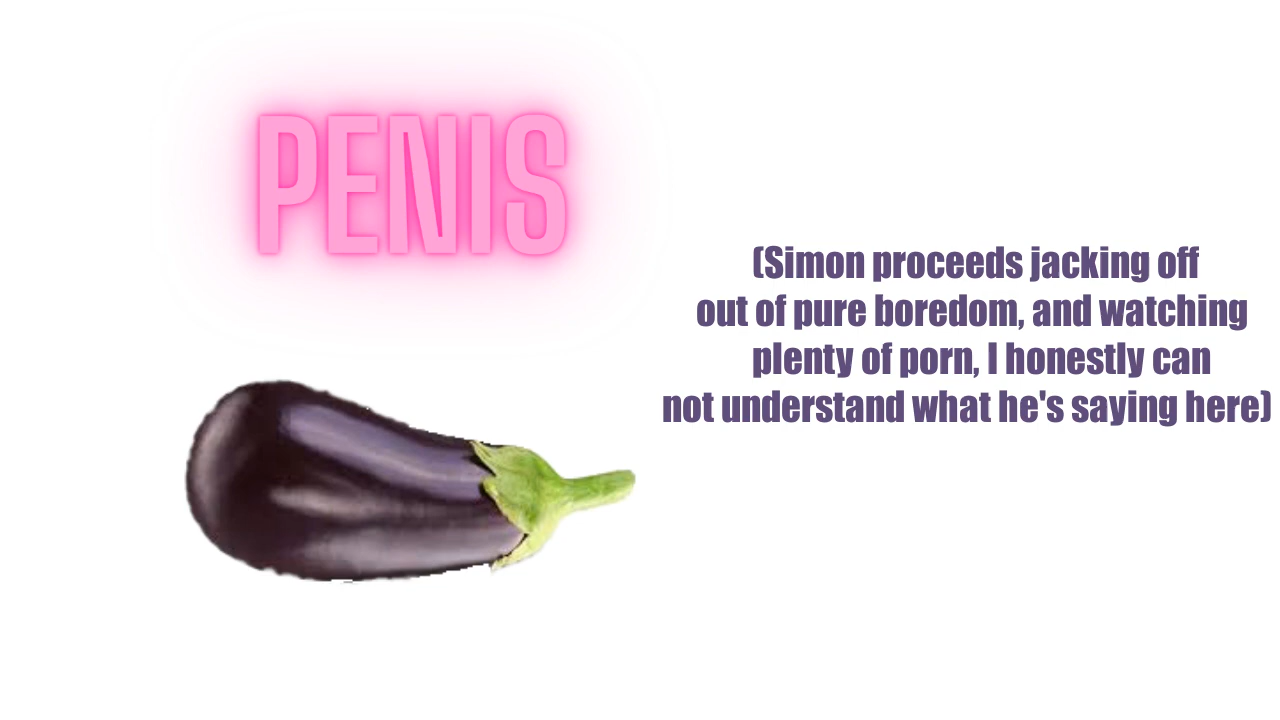 PENIS
(Simon proceeds jacking off
out of pure boredom, and watching
plenty of porn, I honestly can
not understand what he's saying here)